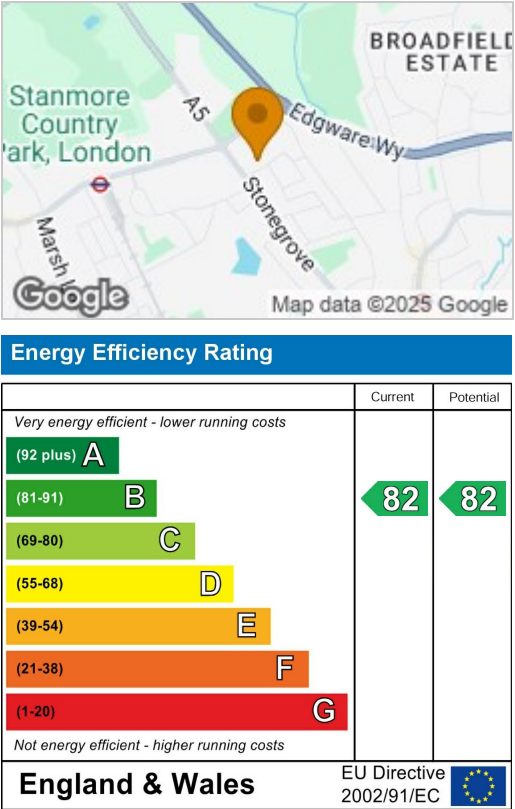 BROADFIELD
ESTATE
Stanmore
Country
Park, London
A5
Edgware Wy
Stonegrove
Marsh L
Google
Map data ©2025 Google
Energy Efficiency Rating
Current
Potential
Very energy efficient - lower running costs
(92 plus) A
(81-91) B
82
82
(69-80) C
(55-68) D
(39-54) E
(21-38) F
(1-20) G
Not energy efficient - higher running costs
England & Wales
EU Directive
2002/91/EC